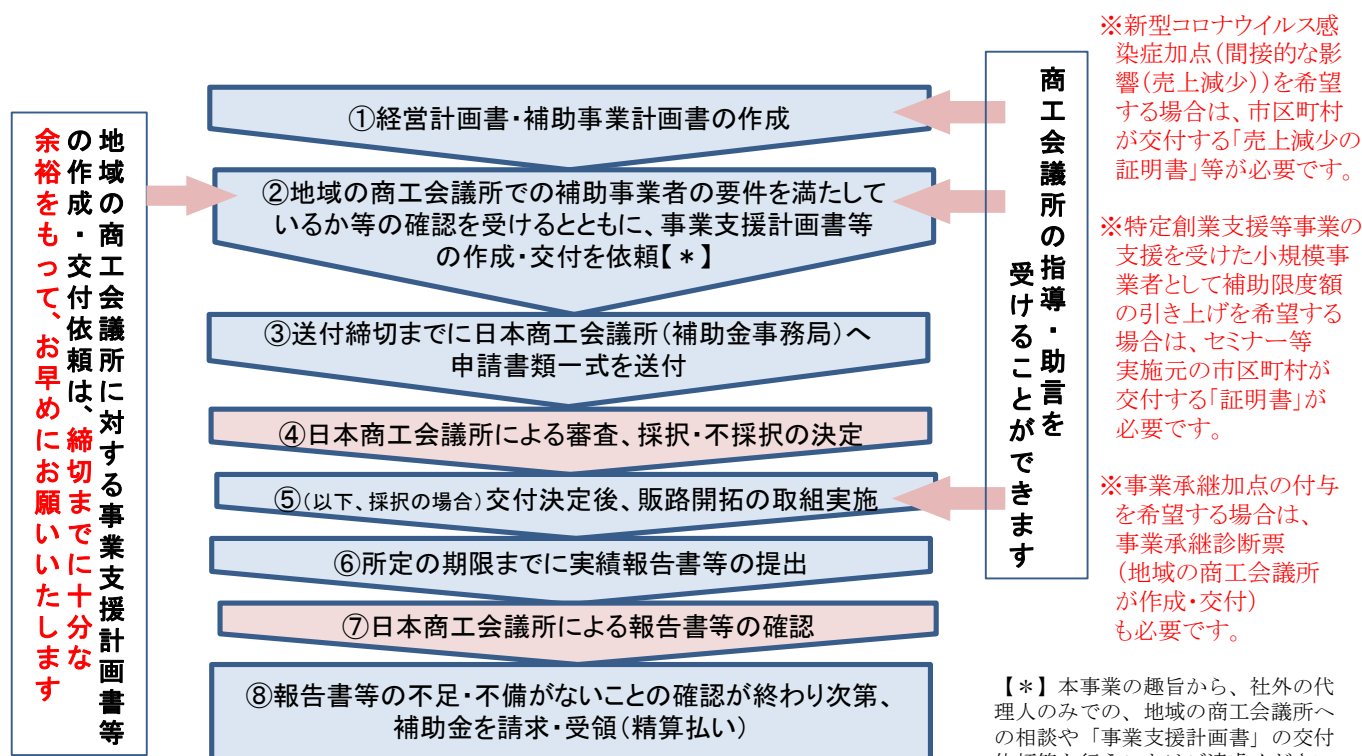 地域の商工会議所に対する事業支援計画書等
の作成・交付依頼は、締切までに十分な
余裕をもって、お早めにお願いいたします
①経営計画書・補助事業計画書の作成
②地域の商工会議所での補助事業者の要件を満たして
いるか等の確認を受けるとともに、事業支援計画書等
の作成・交付を依頼【＊】
③送付締切までに日本商工会議所（補助金事務局）へ
申請書類一式を送付
④日本商工会議所による審査、採択・不採択の決定
⑤（以下、採択の場合）交付決定後、販路開拓の取組実施
⑥所定の期限までに実績報告書等の提出
⑦日本商工会議所による報告書等の確認
⑧報告書等の不足・不備がないことの確認が終わり次第、
補助金を請求・受領（精算払い）
商工会議所の指導・助言を
受けることができます
※新型コロナウイルス感
染症加点（間接的な影
響（売上減少））を希望
する場合は、市区町村
が交付する「売上減少の
証明書」等が必要です。
※特定創業支援等事業の
支援を受けた小規模事
業者として補助限度額
の引き上げを希望する
場合は、セミナー等
実施元の市区町村が
交付する「証明書」が
必要です。
※事業承継加点の付与
を希望する場合は、
事業承継診断票
（地域の商工会議所
が作成・交付）
も必要です。
【＊】本事業の趣旨から、社外の代
理人のみでの、地域の商工会議所へ
の相談や「事業支援計画書」の交付